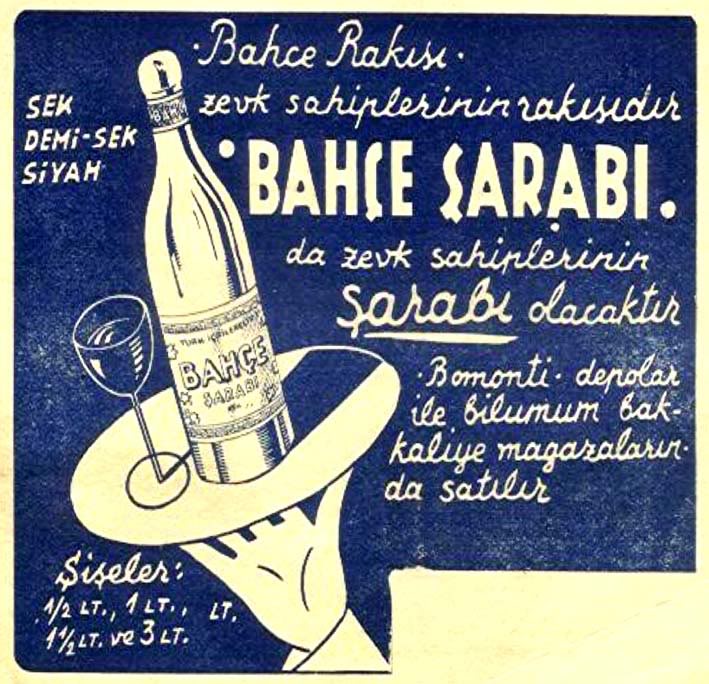 ·Bahce Rakısı·
zevk sahiplerinin rakısıdır
SEK
DEMİ-SEK
SİYAH
·BAHÇE ŞARABI.
da zevk sahiplerinin
Şarabı olacaktır
BAHÇE
ŞARABI
·Bomonti· depolar
ile bilumum bak-
kaliye magazaların-
da satılır
Şişeler:
1/2 LT., 1 LT., LT.
1 1/2 LT. ve 3 LT.